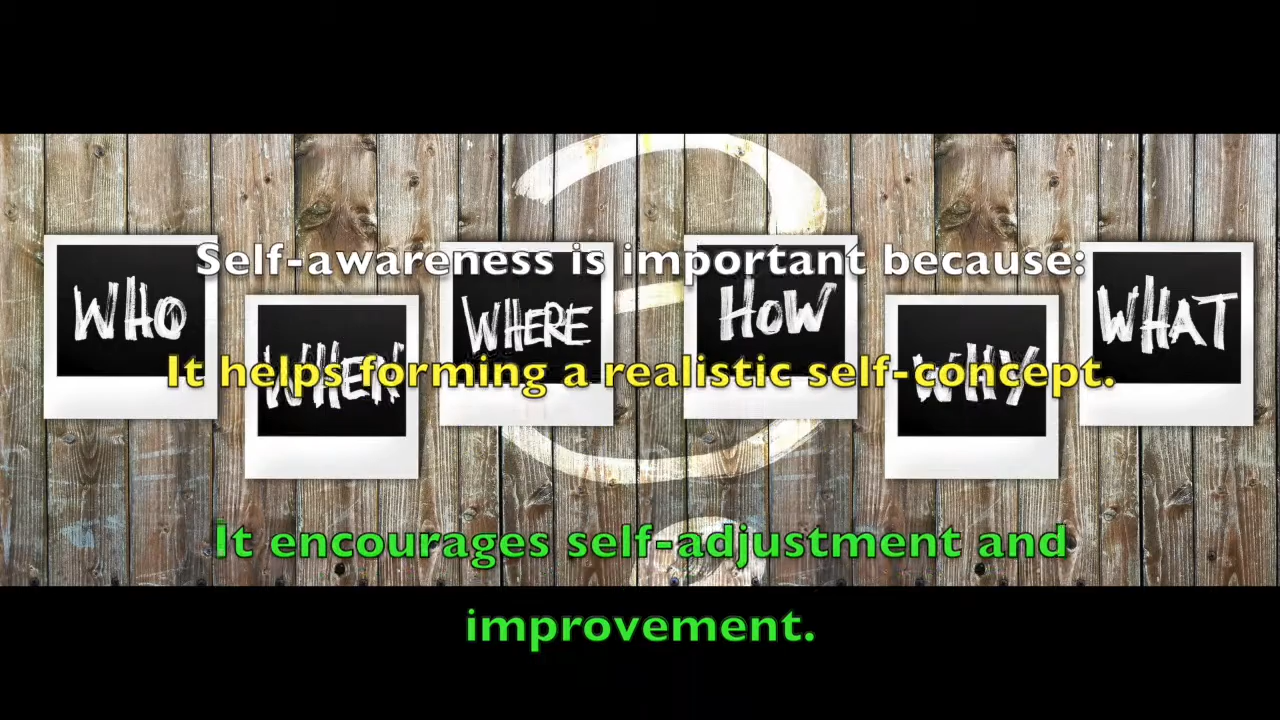 Self-awareness is important because:
WHO
WHEN
WHERE
HOW
WHY
WHAT
It helps forming a realistic self-concept.
It encourages self-adjustment and
improvement.